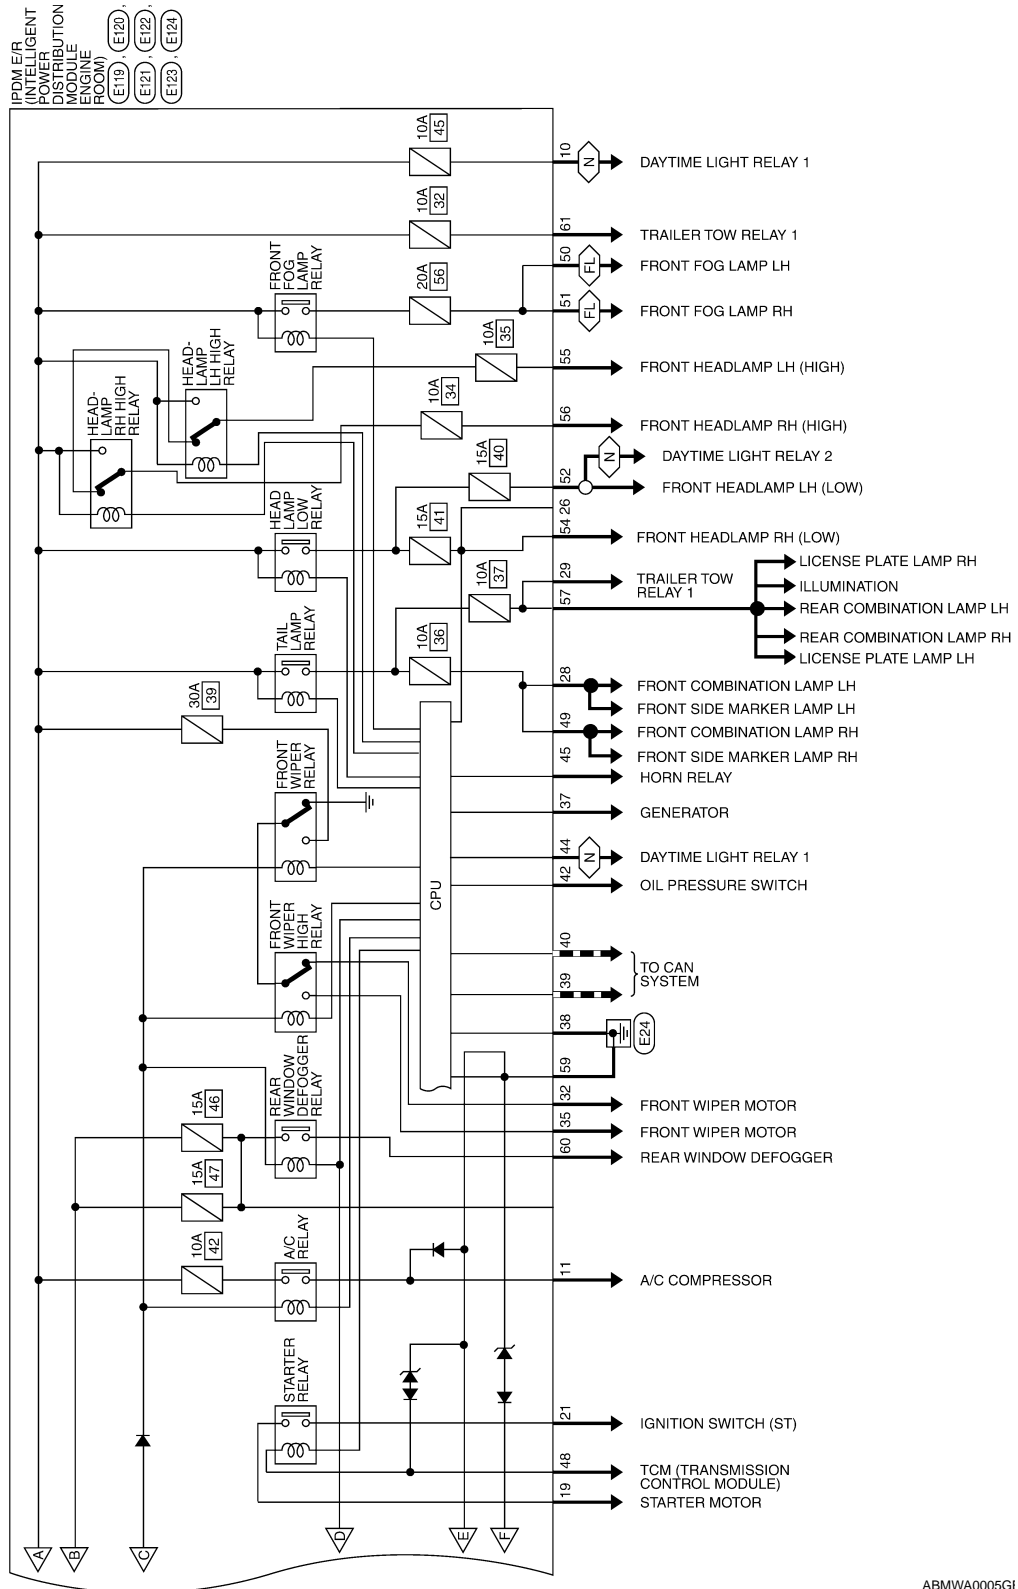 IPDM E/R
(INTELLIGENT
POWER
DISTRIBUTION
MODULE
ENGINE
ROOM)
E119 , E120 ,
E121 , E122 ,
E123 , E124
10A
45
10
N
DAYTIME LIGHT RELAY 1
10A
32
61
TRAILER TOW RELAY 1
FRONT
FOG
LAMP
RELAY
20A
56
50
FL
FRONT FOG LAMP LH
51
FL
FRONT FOG LAMP RH
HEAD-
LAMP
LH HIGH
RELAY
10A
35
55
FRONT HEADLAMP LH (HIGH)
HEAD-
LAMP
RH HIGH
RELAY
10A
34
56
FRONT HEADLAMP RH (HIGH)
15A
40
N
DAYTIME LIGHT RELAY 2
52
FRONT HEADLAMP LH (LOW)
HEAD
LAMP
LOW
RELAY
15A
41
26
54
FRONT HEADLAMP RH (LOW)
10A
37
29
TRAILER TOW
RELAY 1
57
LICENSE PLATE LAMP RH
ILLUMINATION
REAR COMBINATION LAMP LH
REAR COMBINATION LAMP RH
LICENSE PLATE LAMP LH
TAIL
LAMP
RELAY
10A
36
28
FRONT COMBINATION LAMP LH
FRONT SIDE MARKER LAMP LH
30A
39
49
FRONT COMBINATION LAMP RH
FRONT SIDE MARKER LAMP RH
45
HORN RELAY
FRONT
WIPER
RELAY
37
GENERATOR
44
N
DAYTIME LIGHT RELAY 1
42
OIL PRESSURE SWITCH
CPU
FRONT
WIPER
HIGH
RELAY
40
39
TO CAN
SYSTEM
38
E24
59
REAR
WINDOW
DEFOGGER
RELAY
15A
46
32
FRONT WIPER MOTOR
35
FRONT WIPER MOTOR
60
REAR WINDOW DEFOGGER
15A
47
10A
42
A/C
RELAY
11
A/C COMPRESSOR
STARTER
RELAY
21
IGNITION SWITCH (ST)
48
TCM (TRANSMISSION
CONTROL MODULE)
19
STARTER MOTOR
A
B
C
D
E
F